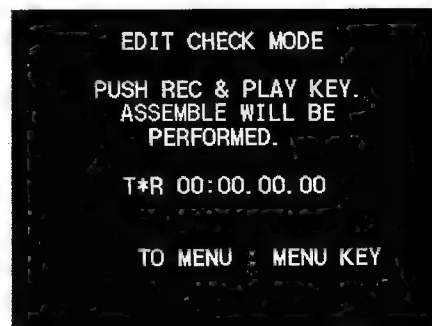 EDIT CHECK MODE
PUSH REC & PLAY KEY.
ASSEMBLE WILL BE
PERFORMED.
T*R 00:00.00.00
TO MENU : MENU KEY